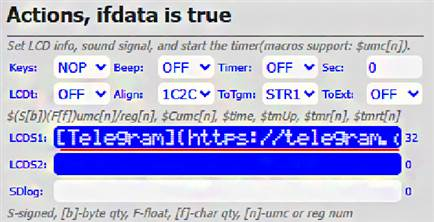 Actions, ifdata is true
Set LCD info, sound signal, and start the timer(macros support: $umc[n].
Keys: NOP Beep: OFF Timer: OFF Sec: 0
LCDt: OFF Align: 1C2C ToTgm: STR1 ToExt: OFF
$(S[b])(F[f])umc[n]/reg[n], $Cumc[n], $time, $tmUp, $tmr[n], $tmrt[n]
LCDS1: [Telegram](https://telegram. 32
LCDS2: 0
SDlog: 0
S-signed, [b]-byte qty, F-float, [f]-char qty, [n]-umc or reg num